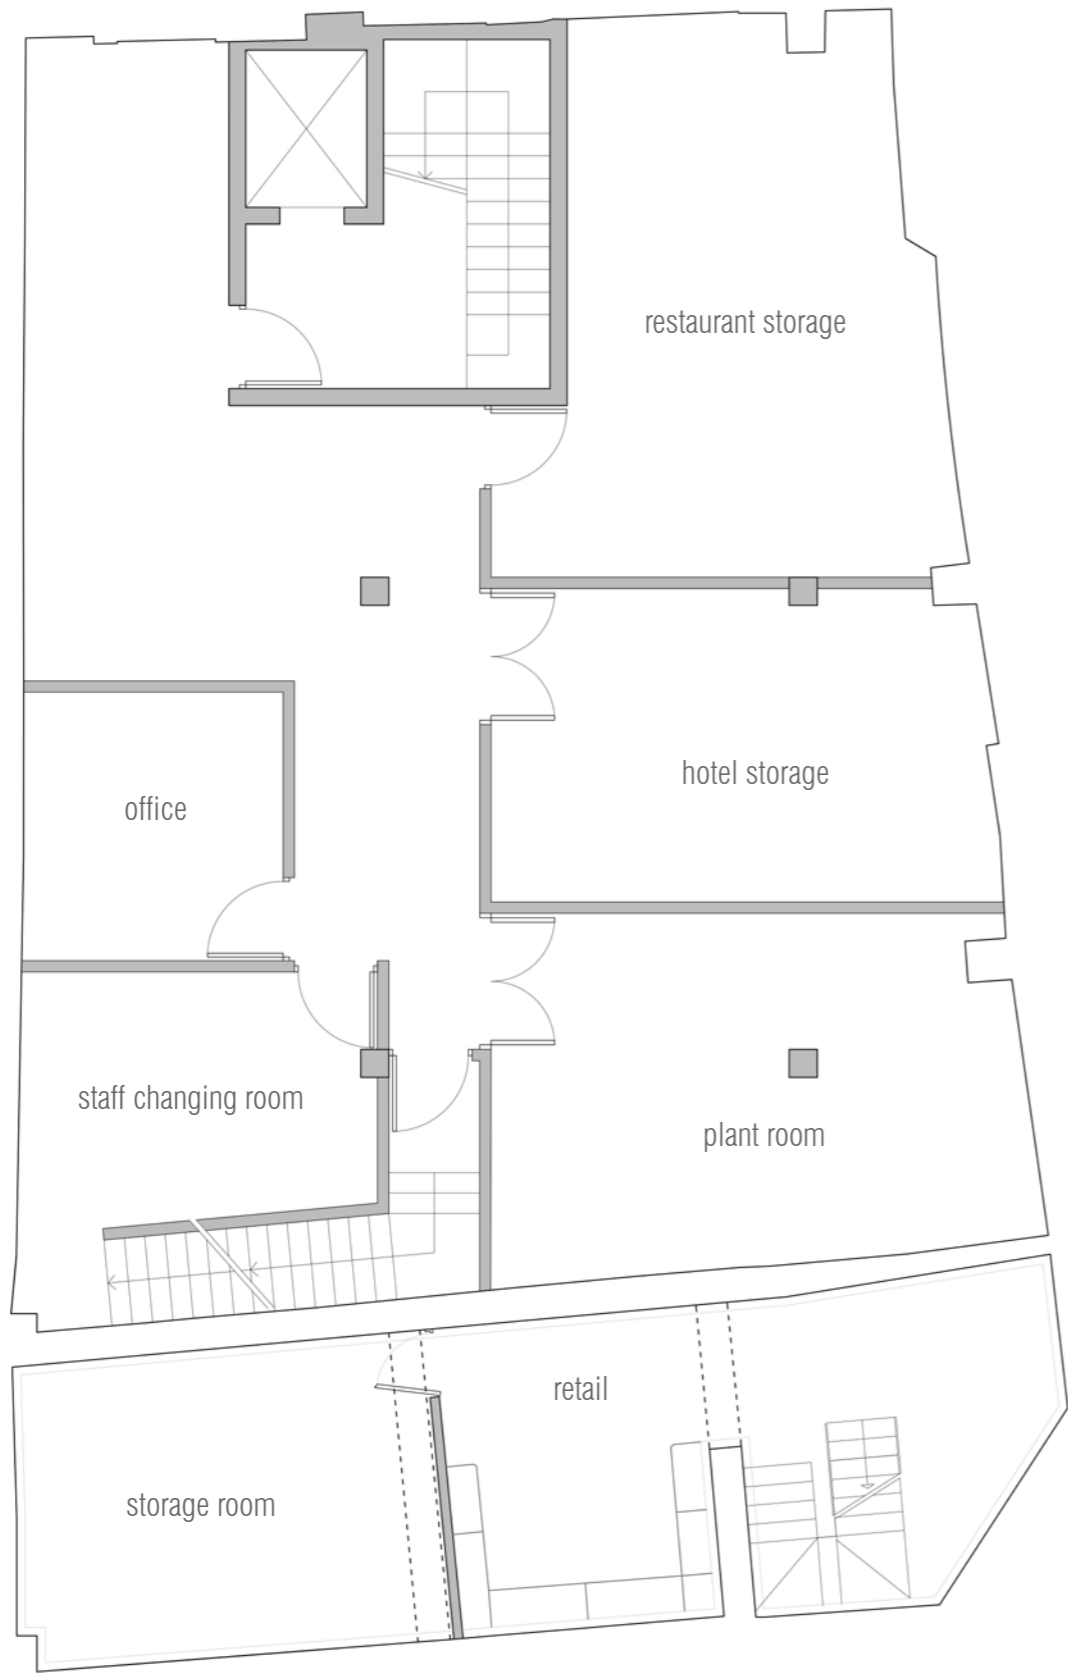 restaurant storage
hotel storage
office
staff changing room
plant room
retail
storage room